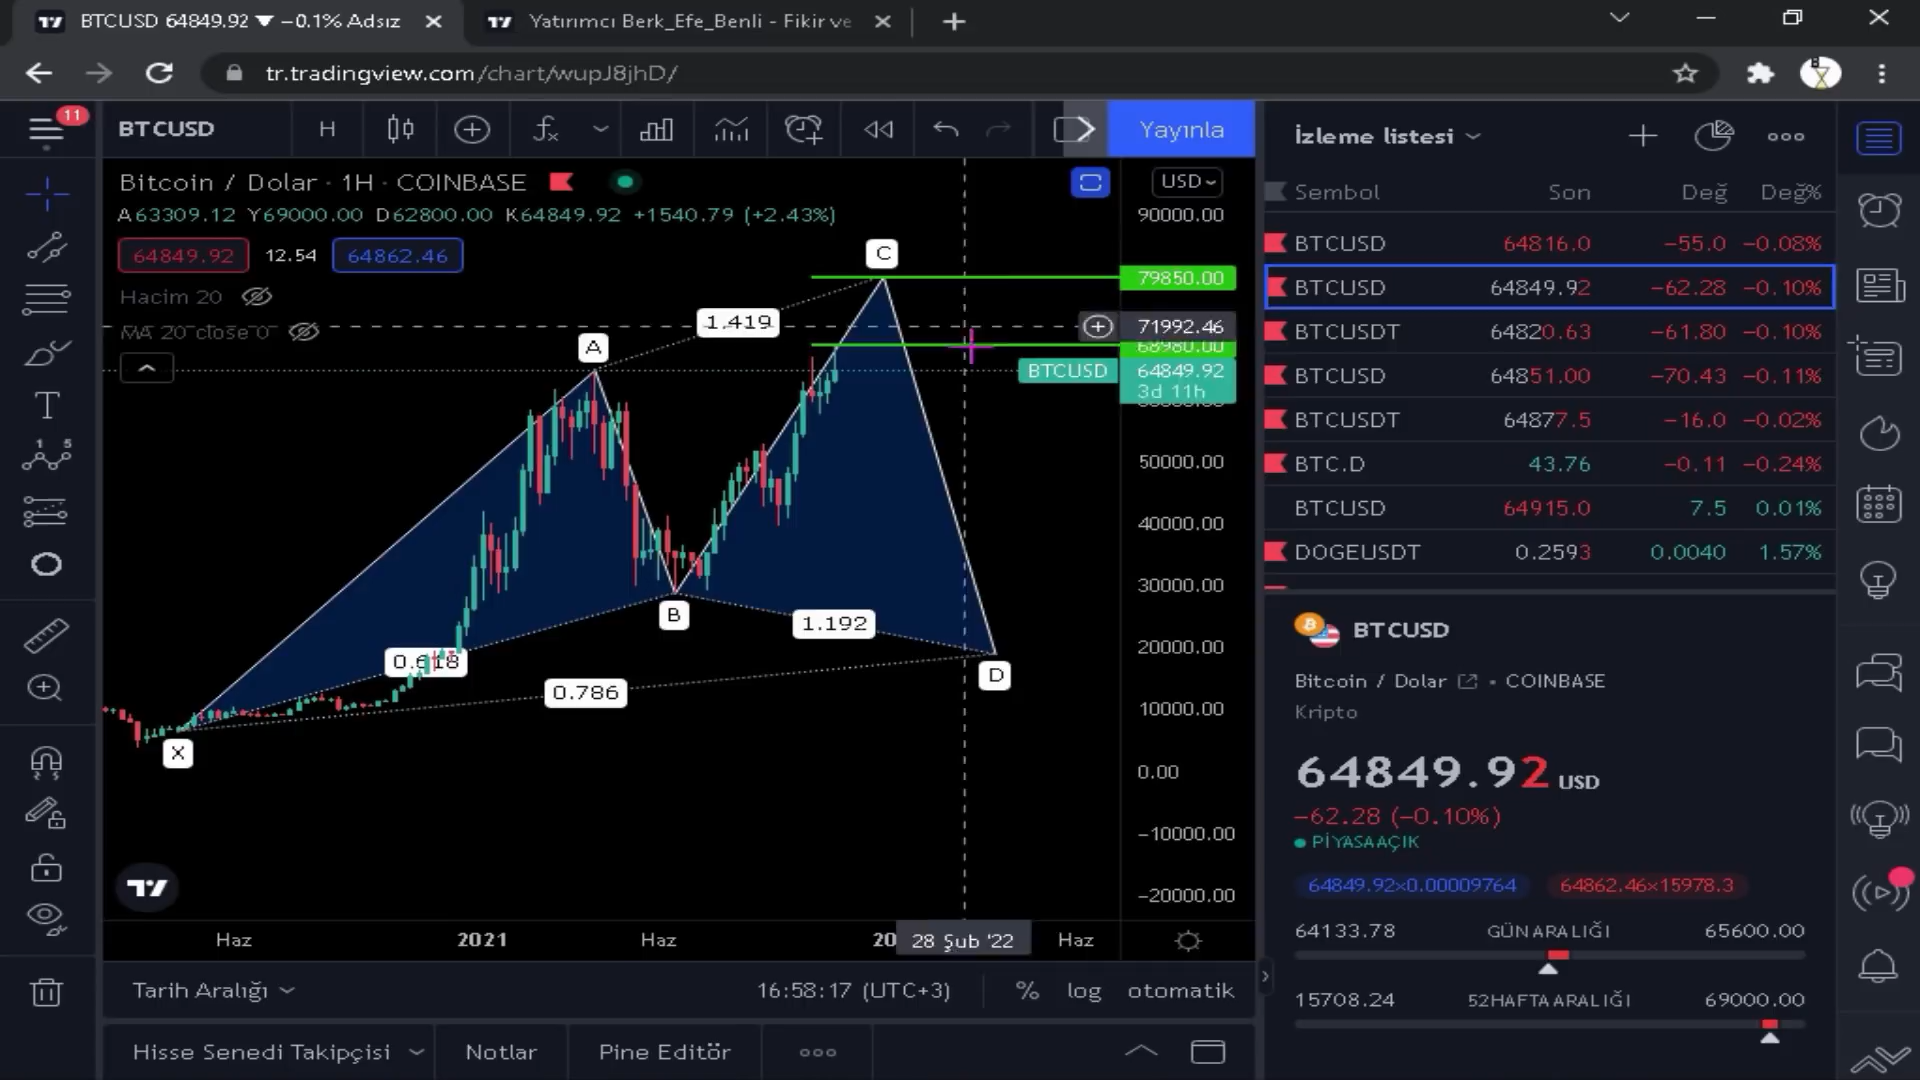 BTCUSD 64849.92 ▼ −0.1% Adsız
Yatırımcı Berk_Efe_Benli - Fikir ve
tr.tradingview.com/chart/wupJ8jhD/
11
BTCUSD
H
Yayınla
Bitcoin / Dolar · 1H · COINBASE
A63309.12 Y69000.00 D62800.00 K64849.92 +1540.79 (+2.43%)
64849.92 12.54 64862.46
Hacim 20
MA 20 close 0
USD
90000.00
79850.00
71992.46
68980.00
BTCUSD 64849.92
3d 11h
50000.00
40000.00
30000.00
20000.00
10000.00
0.00
−10000.00
−20000.00
C
1.419
A
B
1.192
0.618
0.786
D
X
Haz 2021 Haz 20 28 Şub '22 Haz
Tarih Aralığı
16:58:17 (UTC+3)
% log otomatik
Hisse Senedi Takipçisi
Notlar
Pine Editör
İzleme listesi
Sembol Son Değ Değ%
BTCUSD 64816.0 −55.0 −0.08%
BTCUSD 64849.92 −62.28 −0.10%
BTCUSDT 64820.63 −61.80 −0.10%
BTCUSD 64851.00 −70.43 −0.11%
BTCUSDT 64877.5 −16.0 −0.02%
BTC.D 43.76 −0.11 −0.24%
BTCUSD 64915.0 7.5 0.01%
DOGEUSDT 0.2593 0.0040 1.57%
BTCUSD
Bitcoin / Dolar • COINBASE
Kripto
64849.92 USD
−62.28 (−0.10%)
PİYASA AÇIK
64849.92×0.00009764 64862.46×15978.3
64133.78 GÜN ARALIĞI 65600.00
15708.24 52HAFTA ARALIĞI 69000.00